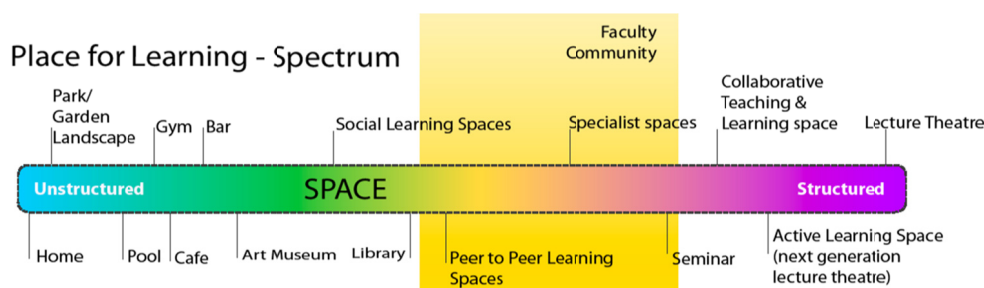 Faculty
Community
Place for Learning - Spectrum
Park/
Garden
Landscape
Gym
Bar
Social Learning Spaces
Specialist spaces
Collaborative
Teaching &
Learning space
Lecture Theatre
Unstructured
SPACE
Structured
Home
Pool
Cafe
Art Museum
Library
Peer to Peer Learning
Spaces
Seminar
Active Learning Space
(next generation
lecture theatre)